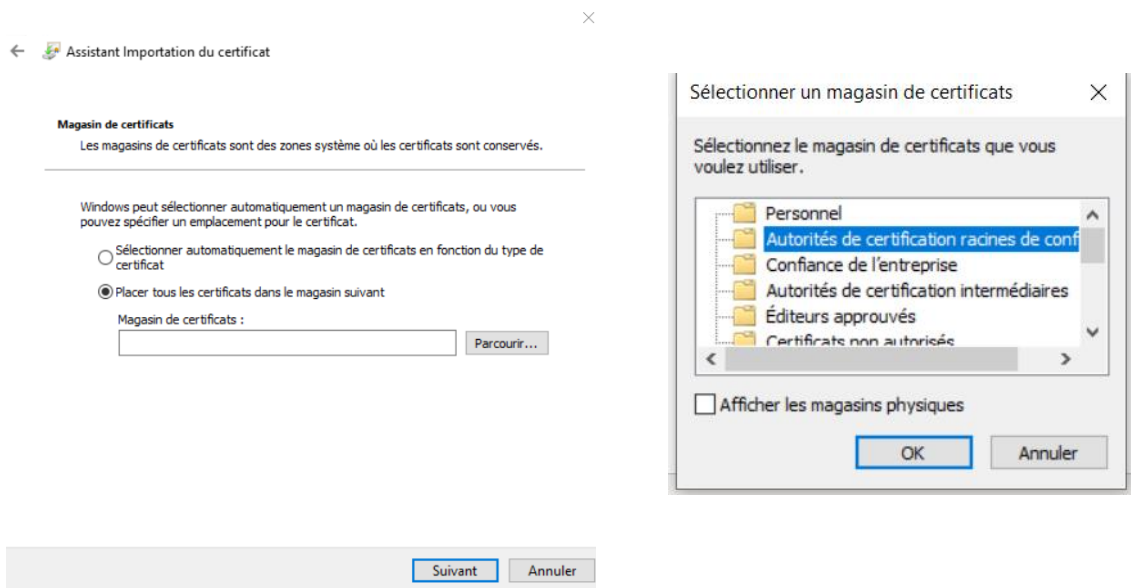 Assistant Importation du certificat
Magasin de certificats
Les magasins de certificats sont des zones système où les certificats sont conservés.
Windows peut sélectionner automatiquement un magasin de certificats, ou vous
pouvez spécifier un emplacement pour le certificat.
Sélectionner automatiquement le magasin de certificats en fonction du type de
certificat
Placer tous les certificats dans le magasin suivant
Magasin de certificats :
Parcourir...
Suivant
Annuler
Sélectionner un magasin de certificats
Sélectionnez le magasin de certificats que vous
voulez utiliser.
Personnel
Autorités de certification racines de conf
Confiance de l'entreprise
Autorités de certification intermédiaires
Éditeurs approuvés
Certificats non autorisés
Afficher les magasins physiques
OK
Annuler